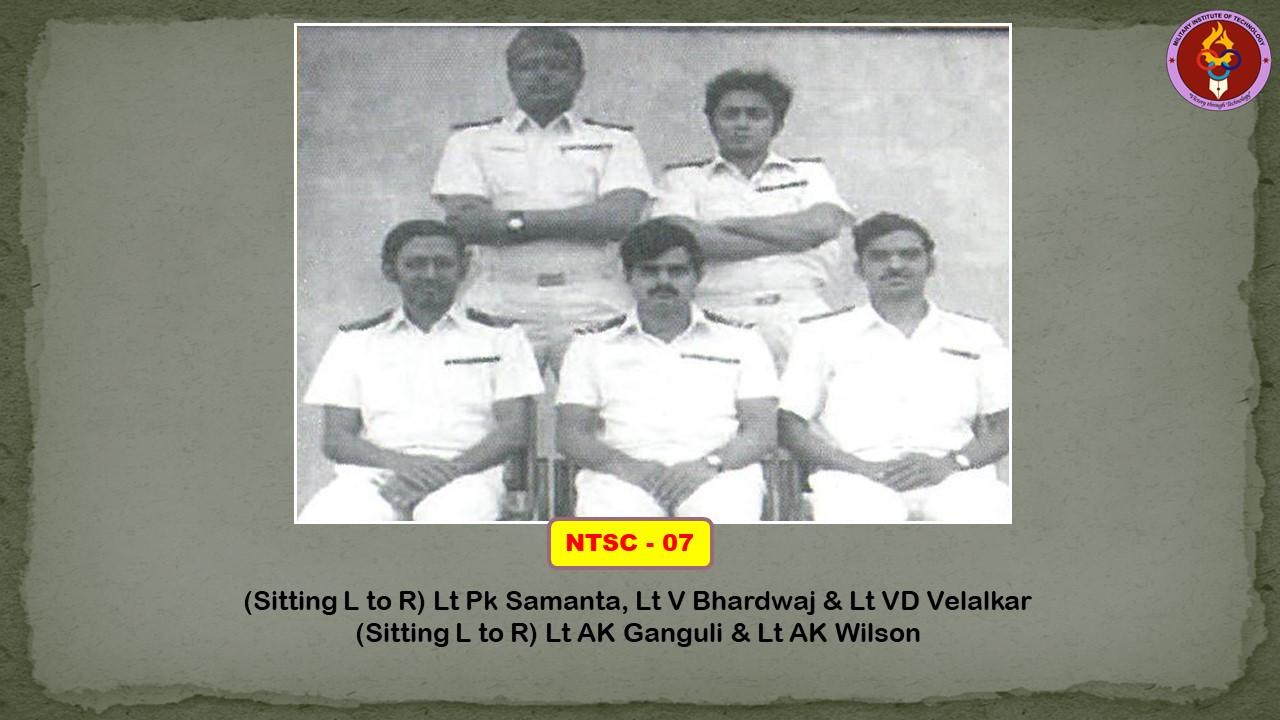 MILITARY INSTITUTE OF TECHNOLOGY
"Victory through Technology"
NTSC - 07
(Sitting L to R) Lt Pk Samanta, Lt V Bhardwaj & Lt VD Velalkar
(Sitting L to R) Lt AK Ganguli & Lt AK Wilson